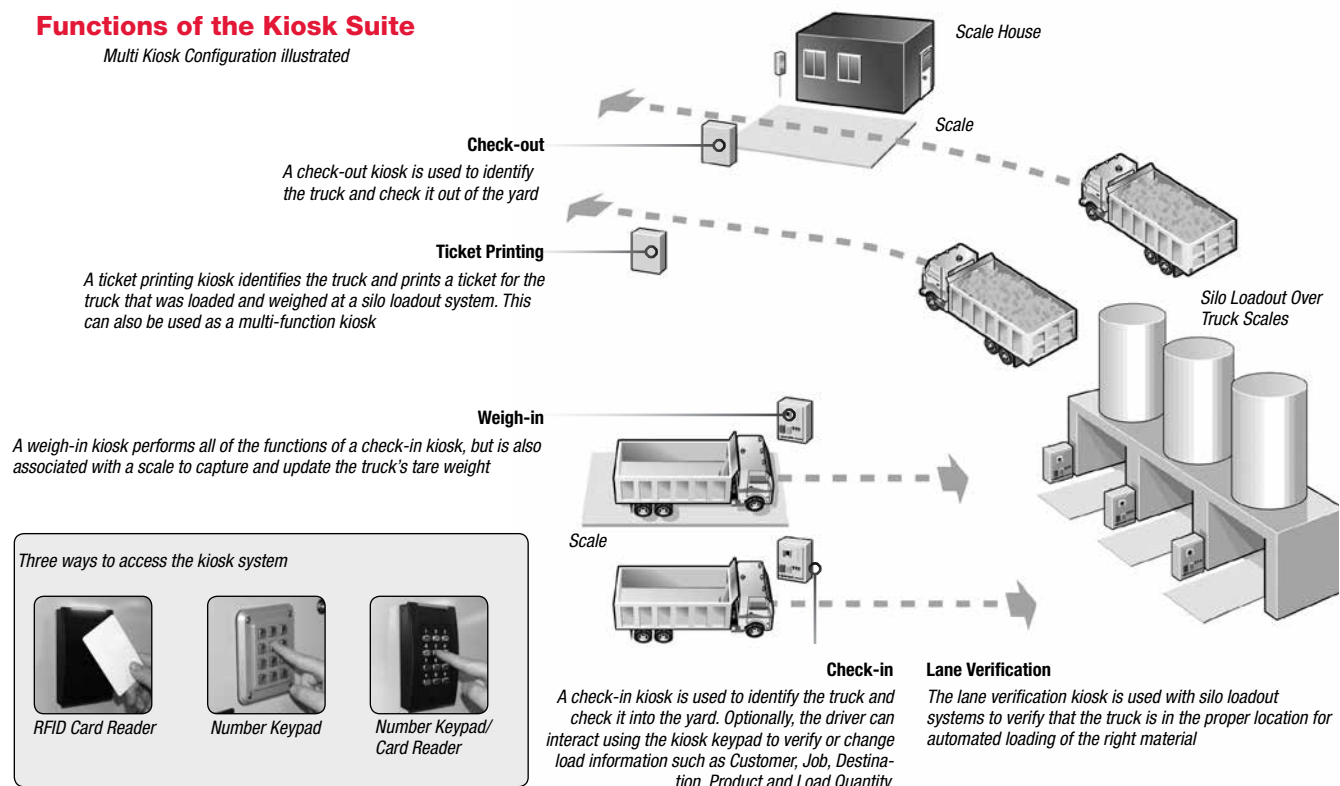 Functions of the Kiosk Suite
Multi Kiosk Configuration illustrated
Scale House
Scale
Check-out
A check-out kiosk is used to identify
the truck and check it out of the yard
Ticket Printing
A ticket printing kiosk identifies the truck and prints a ticket for the
truck that was loaded and weighed at a silo loadout system. This
can also be used as a multi-function kiosk
Silo Loadout Over
Truck Scales
Weigh-in
A weigh-in kiosk performs all of the functions of a check-in kiosk, but is also
associated with a scale to capture and update the truck's tare weight
Scale
Three ways to access the kiosk system
RFID Card Reader
Number Keypad
Number Keypad/
Card Reader
Check-in
A check-in kiosk is used to identify the truck and
check it into the yard. Optionally, the driver can
interact using the kiosk keypad to verify or change
load information such as Customer, Job, Destina-
tion, Product and Load Quantity.
Lane Verification
The lane verification kiosk is used with silo loadout
systems to verify that the truck is in the proper location for
automated loading of the right material